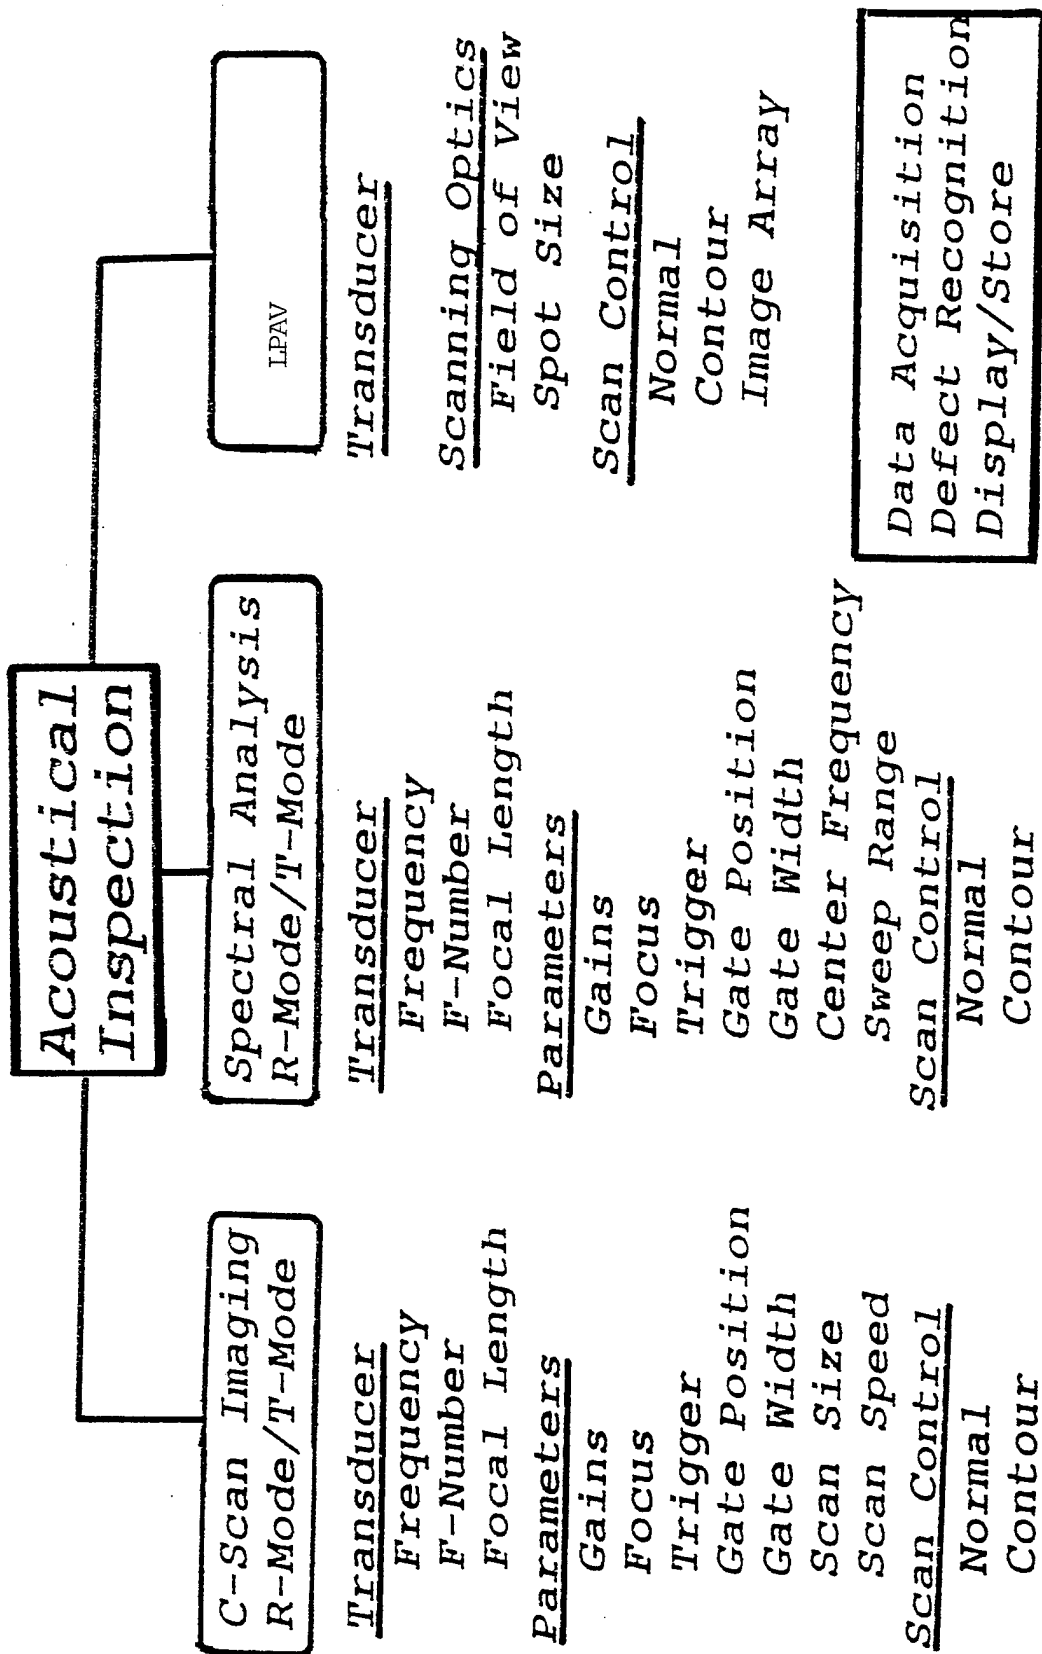 Acoustical
Inspection
C-Scan Imaging
R-Mode/T-Mode
Transducer
Frequency
F-Number
Focal Length
Parameters
Gains
Focus
Trigger
Gate Position
Gate Width
Scan Size
Scan Speed
Scan Control
Normal
Contour
Spectral Analysis
R-Mode/T-Mode
Transducer
Frequency
F-Number
Focal Length
Parameters
Gains
Focus
Trigger
Gate Position
Gate Width
Center Frequency
Sweep Range
Scan Control
Normal
Contour
LPAV
Transducer
Scanning Optics
Field of View
Spot Size
Scan Control
Normal
Contour
Image Array
Data Acquisition
Defect Recognition
Display/Store